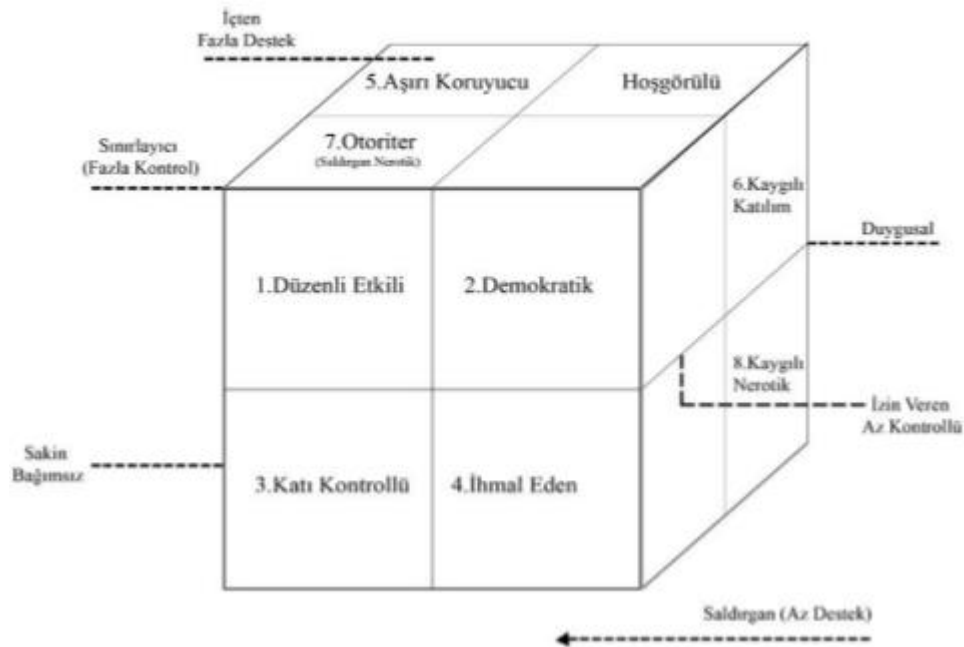 İçten
Fazla Destek
5.Aşırı Koruyucu
Hoşgörülü
7.Otoriter
(Saldırgan Nerotik)
Sınırlayıcı
(Fazla Kontrol)
6.Kaygılı
Katılım
Duygusal
1.Düzenli Etkili
2.Demokratik
8.Kaygılı
Nerotik
İzin Veren
Az Kontrollü
Sakin
Bağımsız
3.Katı Kontrollü
4.İhmal Eden
Saldırgan (Az Destek)